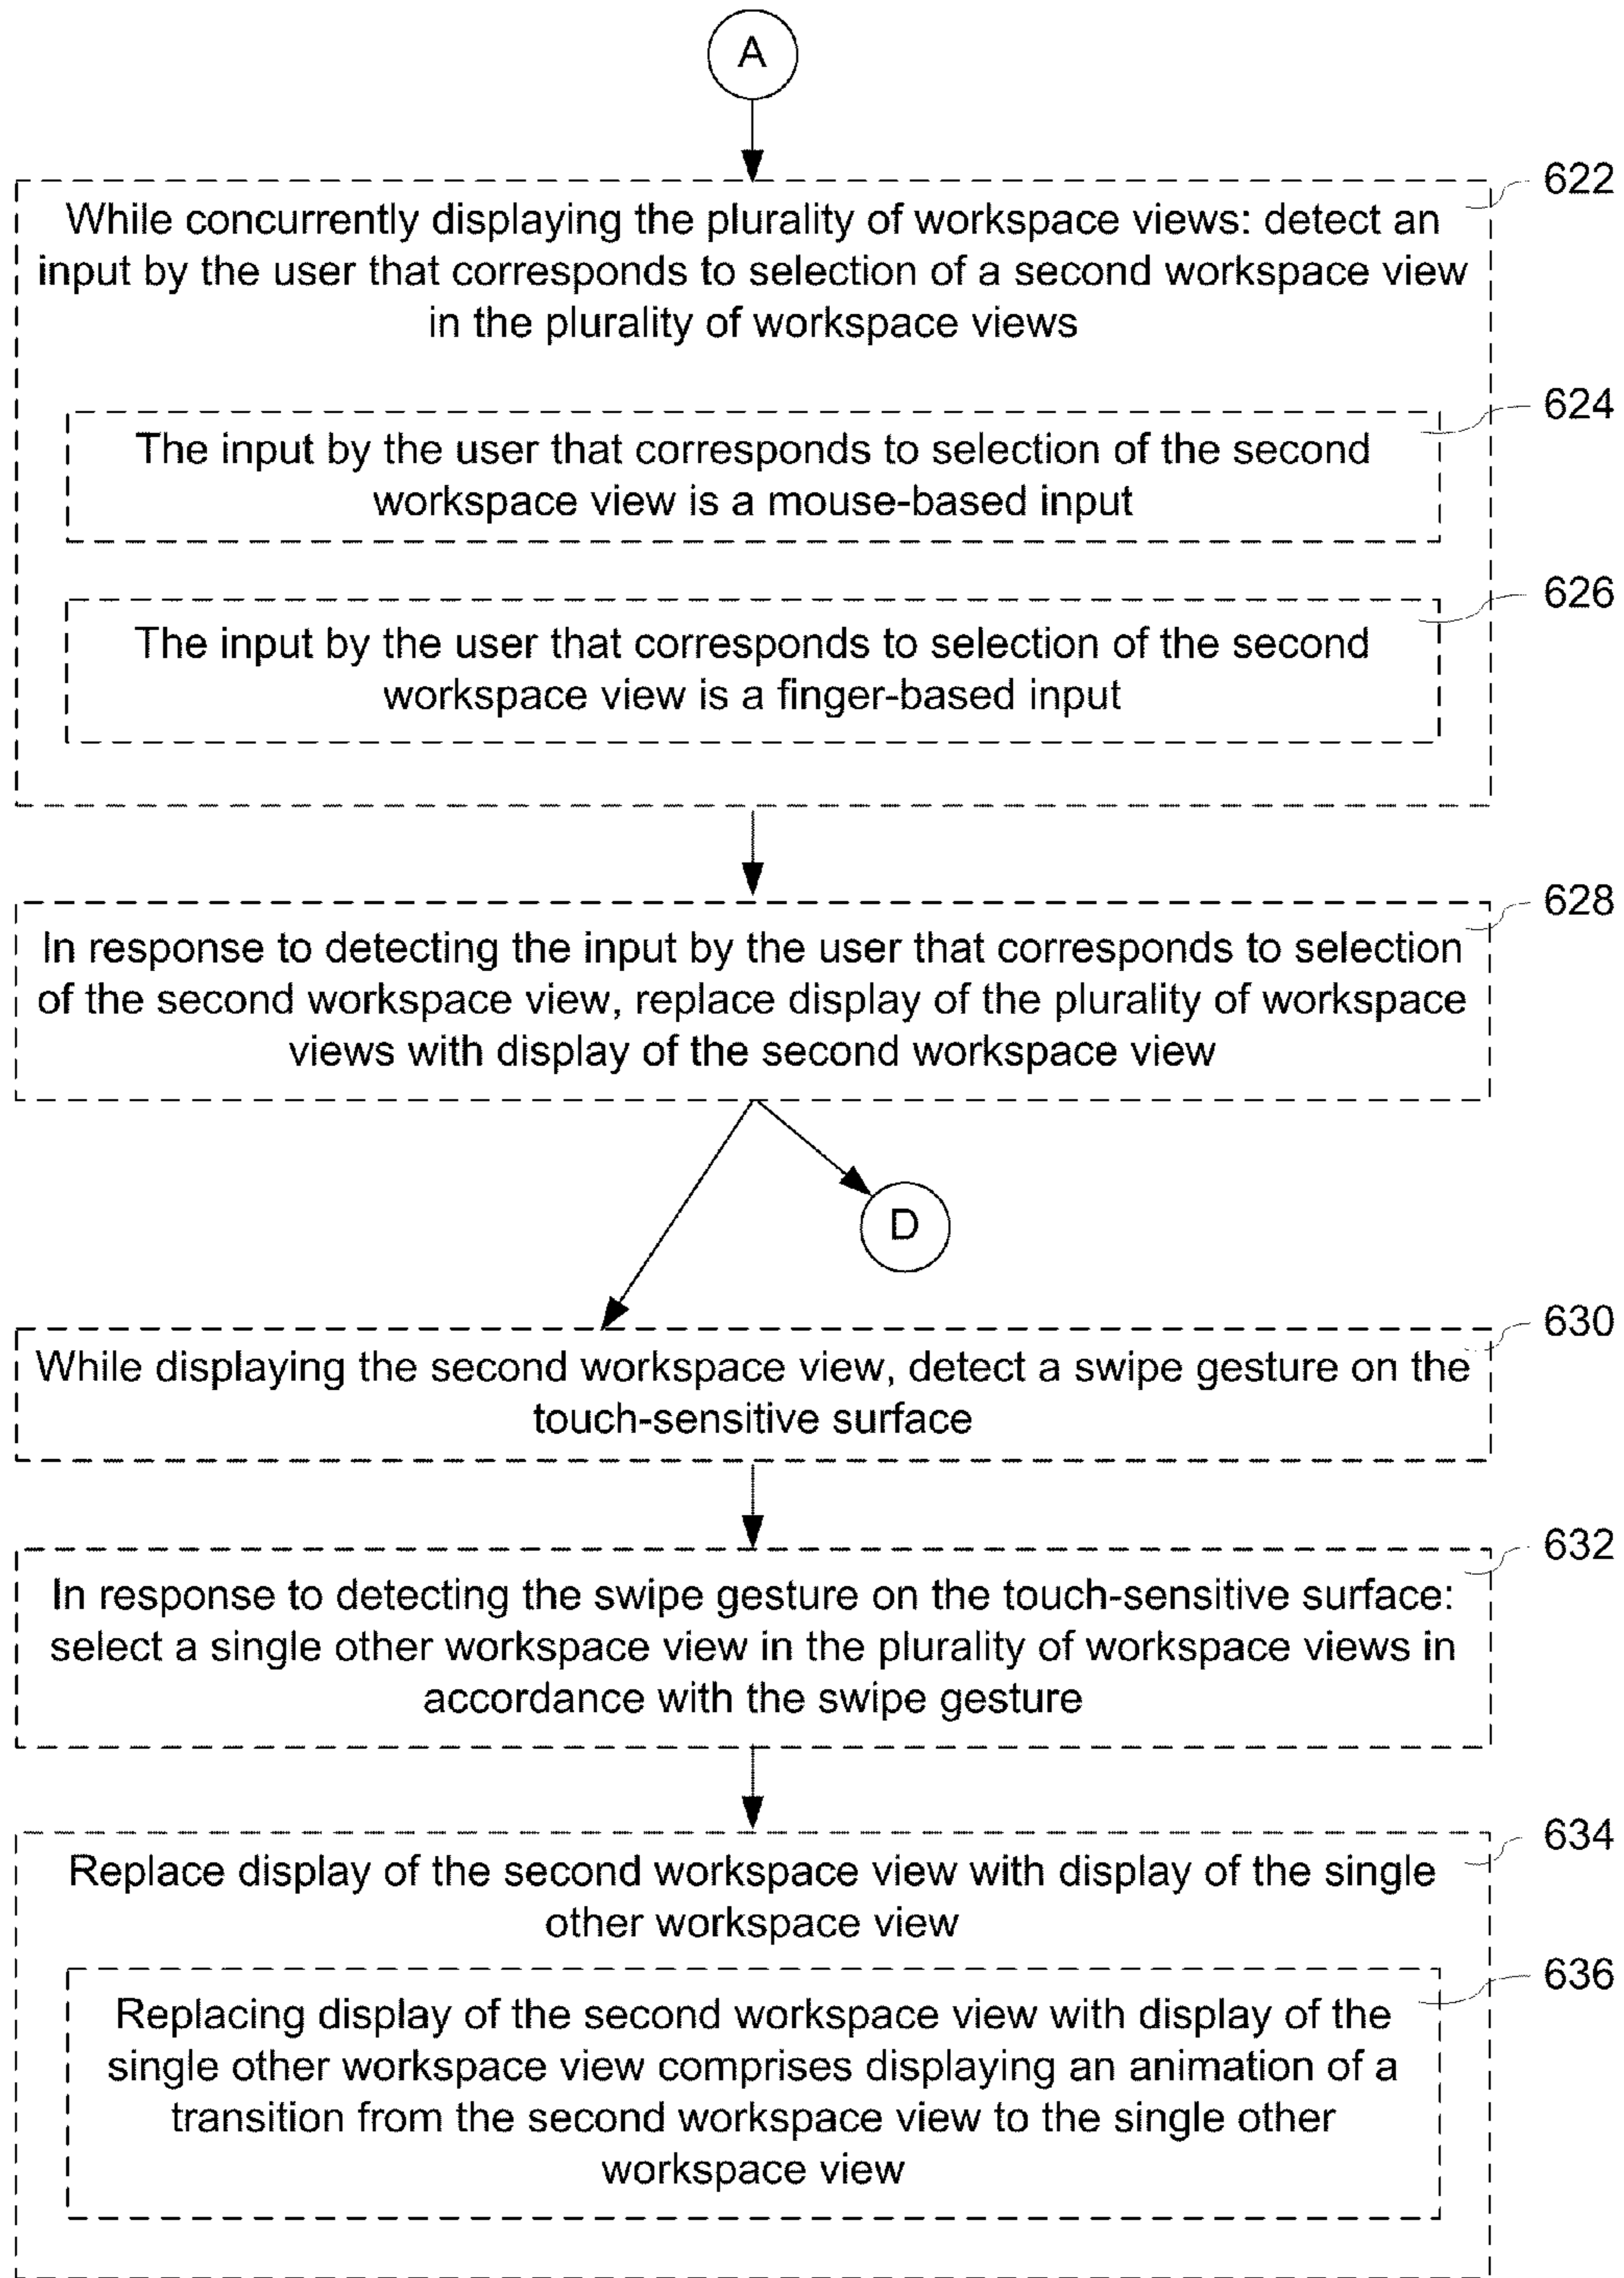 A
622
While concurrently displaying the plurality of workspace views: detect an
input by the user that corresponds to selection of a second workspace view
in the plurality of workspace views
624
The input by the user that corresponds to selection of the second
workspace view is a mouse-based input
626
The input by the user that corresponds to selection of the second
workspace view is a finger-based input
628
In response to detecting the input by the user that corresponds to selection
of the second workspace view, replace display of the plurality of workspace
views with display of the second workspace view
D
630
While displaying the second workspace view, detect a swipe gesture on the
touch-sensitive surface
632
In response to detecting the swipe gesture on the touch-sensitive surface:
select a single other workspace view in the plurality of workspace views in
accordance with the swipe gesture
634
Replace display of the second workspace view with display of the single
other workspace view
636
Replacing display of the second workspace view with display of the
single other workspace view comprises displaying an animation of a
transition from the second workspace view to the single other
workspace view